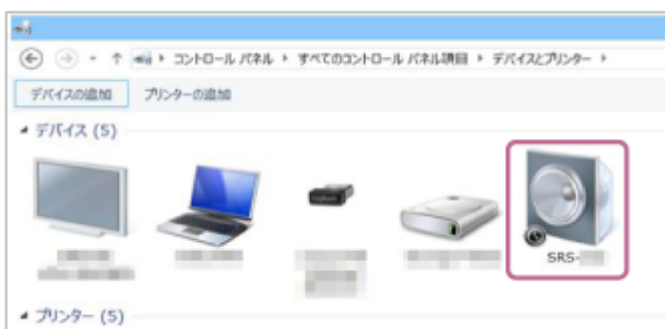 コントロール パネル ▸ すべてのコントロール パネル項目 ▸ デバイスとプリンター ▸
デバイスの追加 プリンターの追加
デバイス (5)
SRS-
プリンター (5)